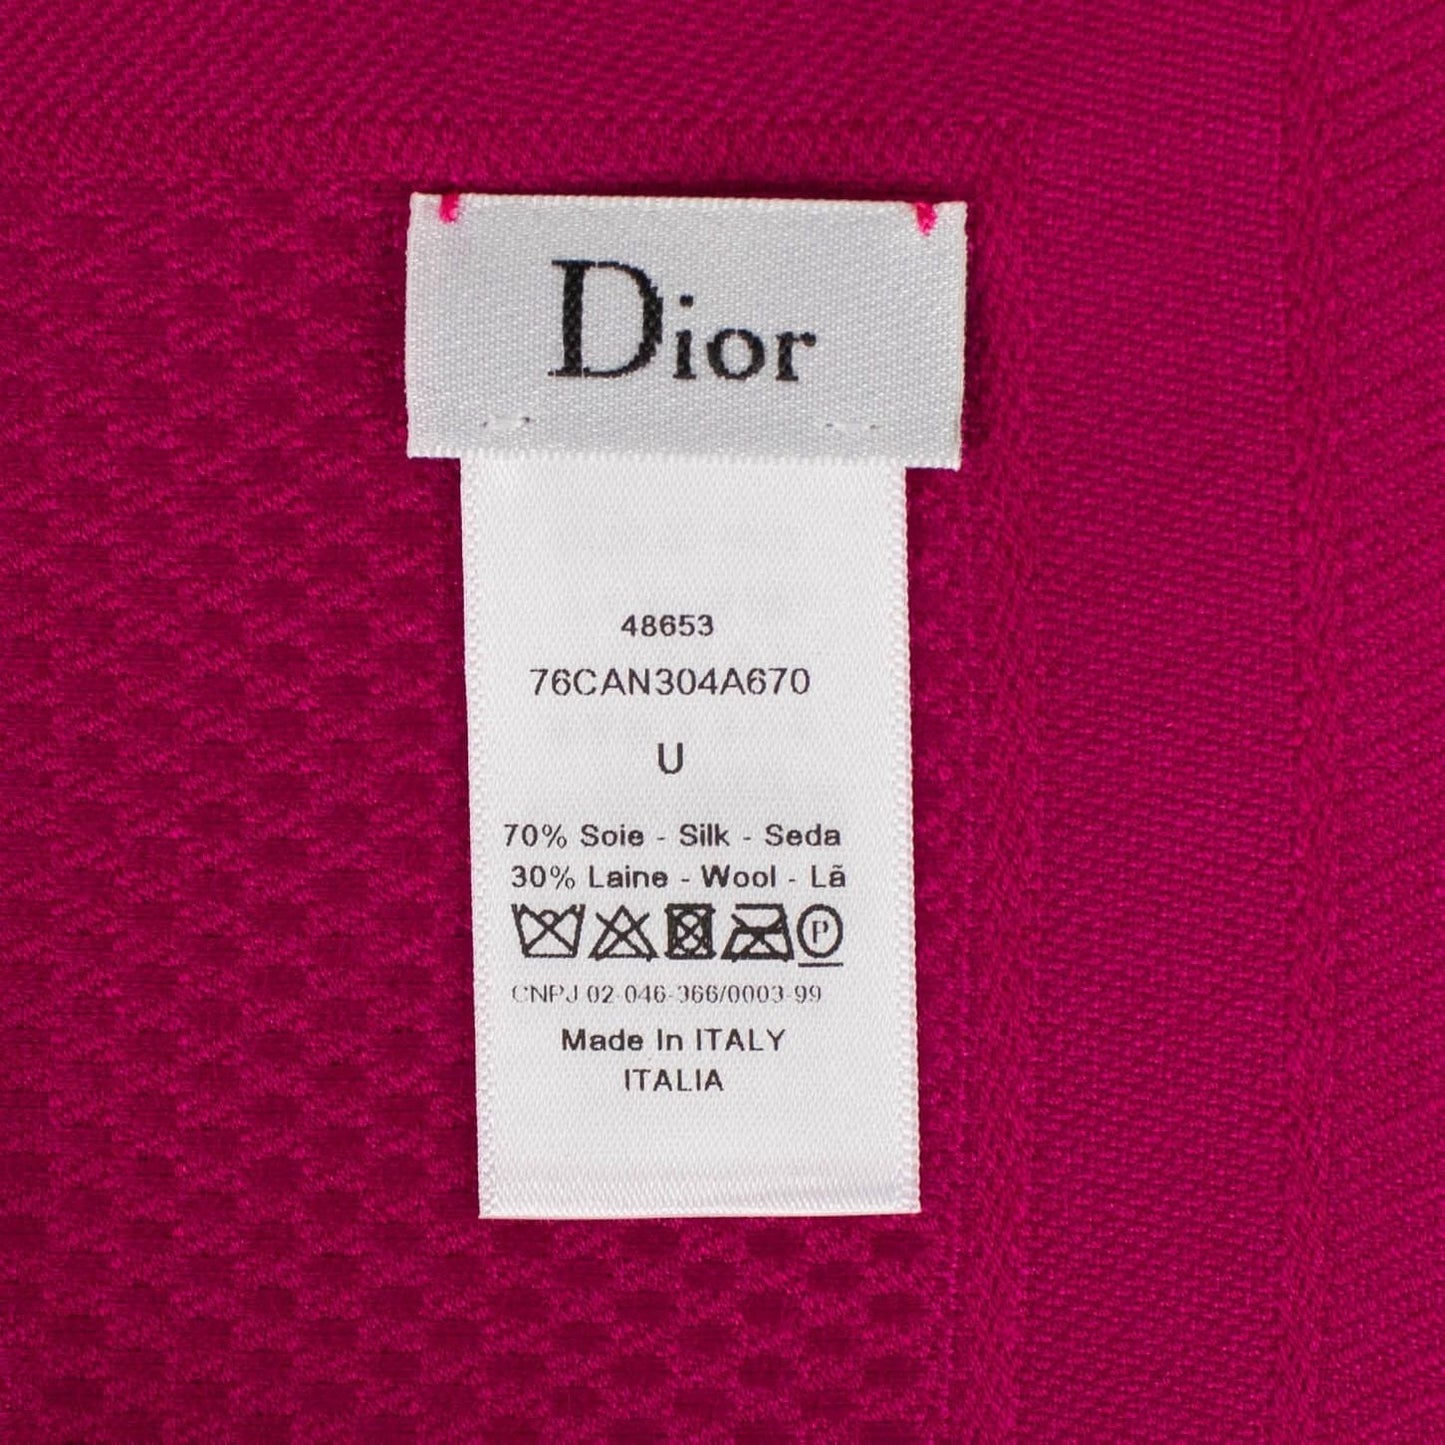 Dior
48653
76CAN304A670
U
70% Soie - Silk - Seda
30% Laine - Wool - Lã
P
CNPJ 02-046-366/0003-99
Made In ITALY
ITALIA